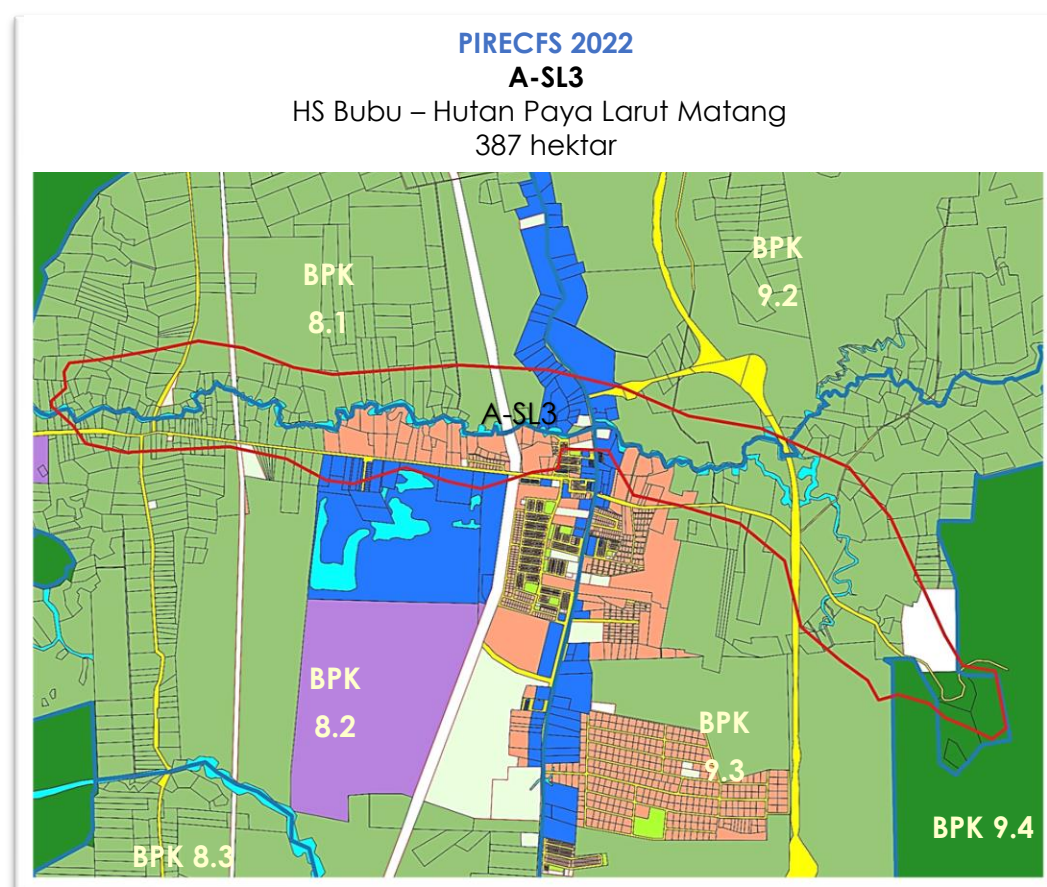 PIRECFS 2022
A-SL3
HS Bubu – Hutan Paya Larut Matang
387 hektar
BPK
8.1
BPK
9.2
A-SL3
BPK
8.2
BPK
9.3
BPK 9.4
BPK 8.3